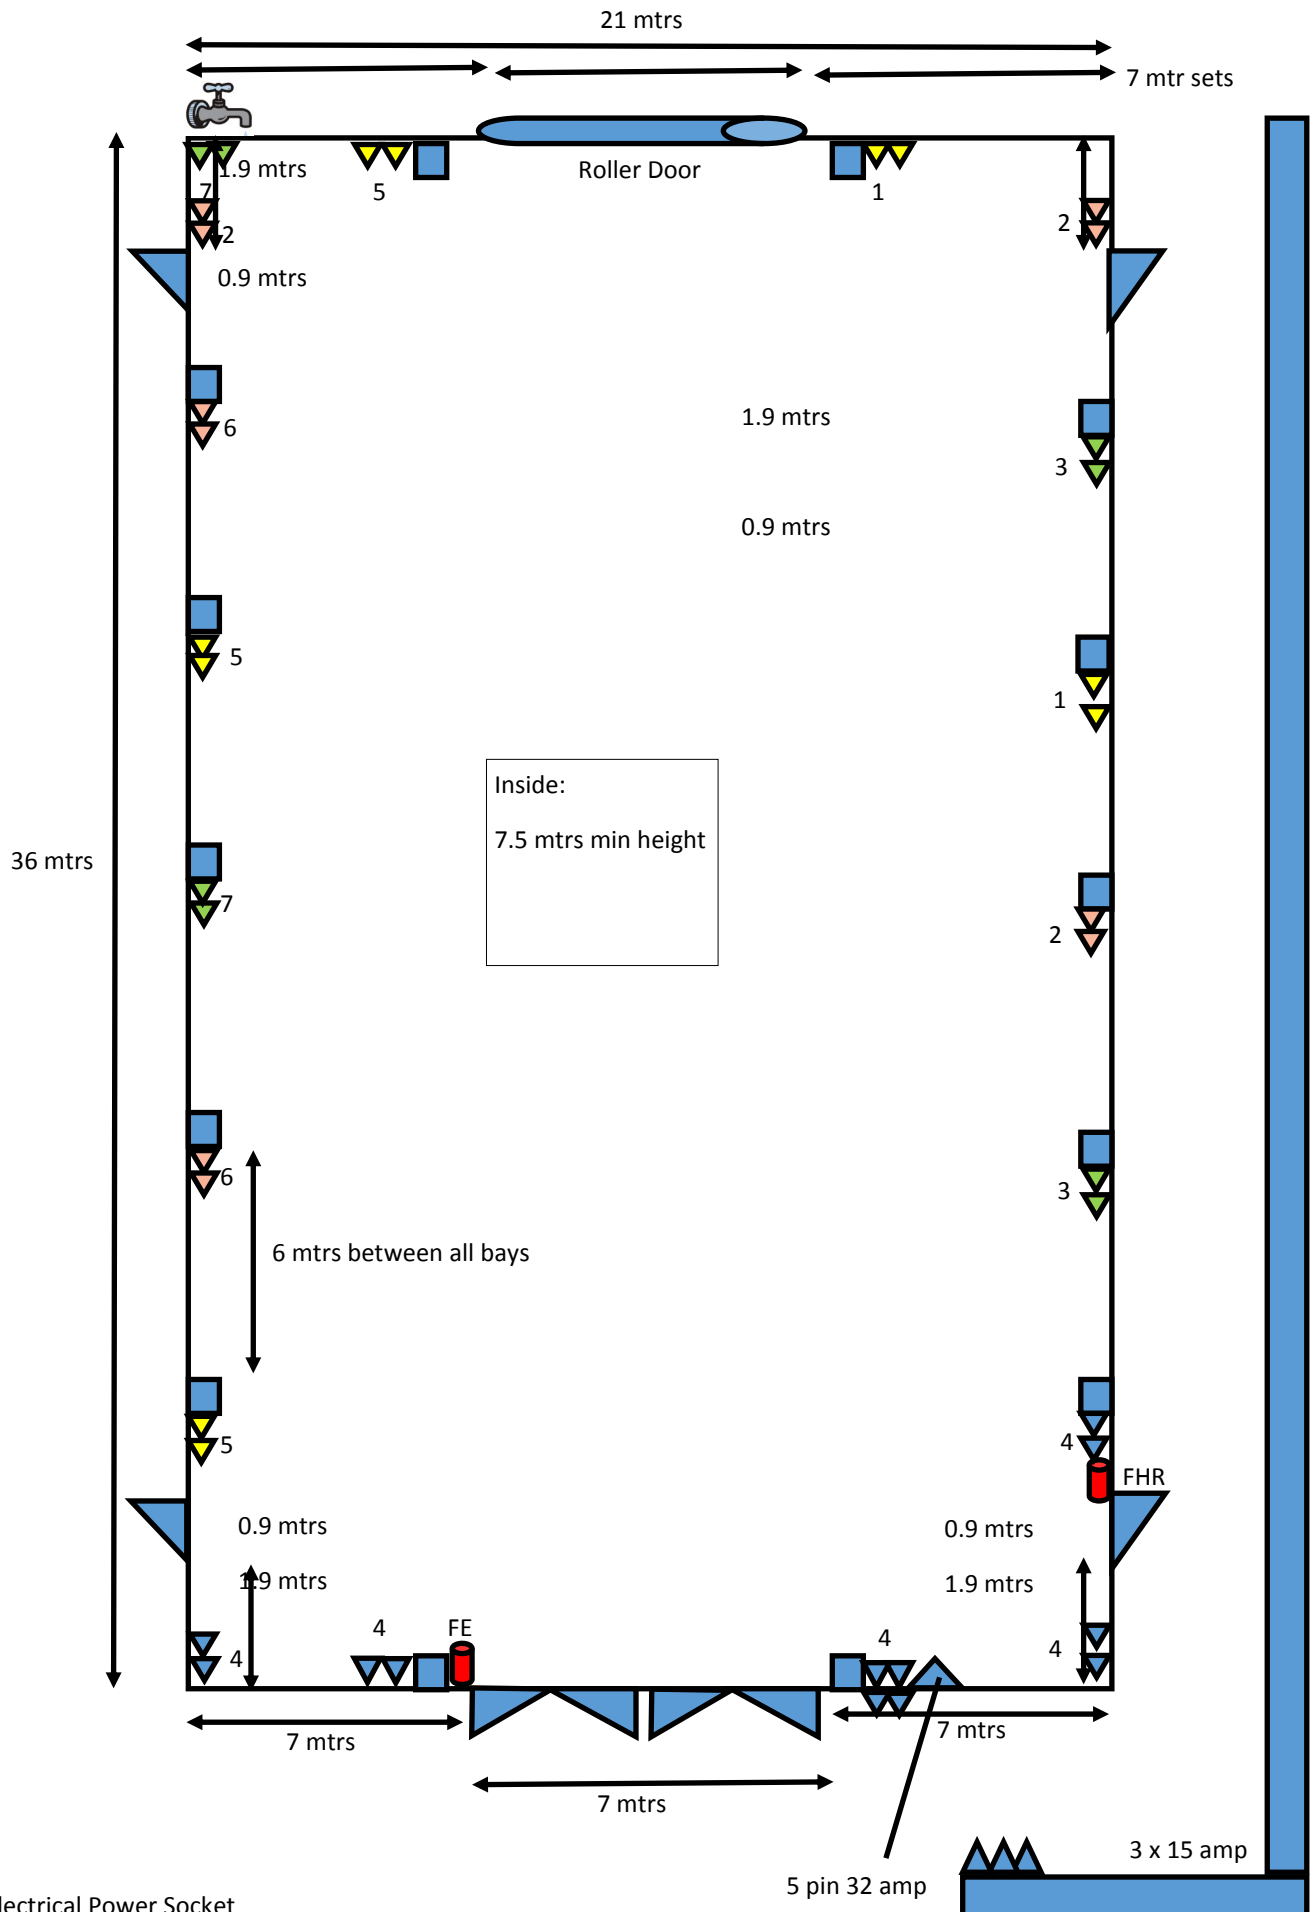 21 mtrs
7 mtr sets
1.9 mtrs
Roller Door
7
5
1
2
2
0.9 mtrs
1.9 mtrs
6
3
0.9 mtrs
5
1
Inside:
7.5 mtrs min height
36 mtrs
7
2
6
3
6 mtrs between all bays
5
4
FHR
0.9 mtrs
0.9 mtrs
1.9 mtrs
1.9 mtrs
4
FE
4
4
4
7 mtrs
7 mtrs
7 mtrs
3 x 15 amp
5 pin 32 amp
lectrical Power Socket